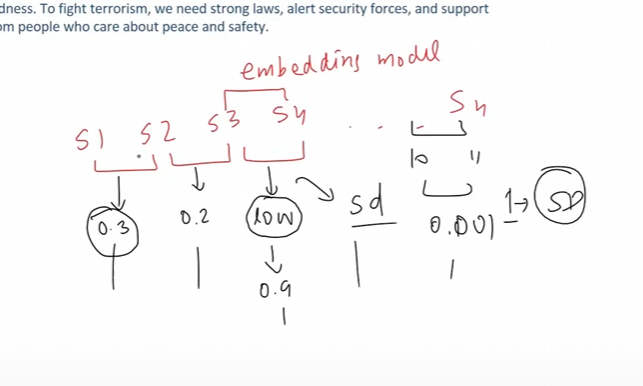 dness. To fight terrorism, we need strong laws, alert security forces, and support
om people who care about peace and safety.
embedding model
S1 S2 S3 S4 . . Sn
10 11
0.3 0.2 low sd 0.001 1→ SD
0.9